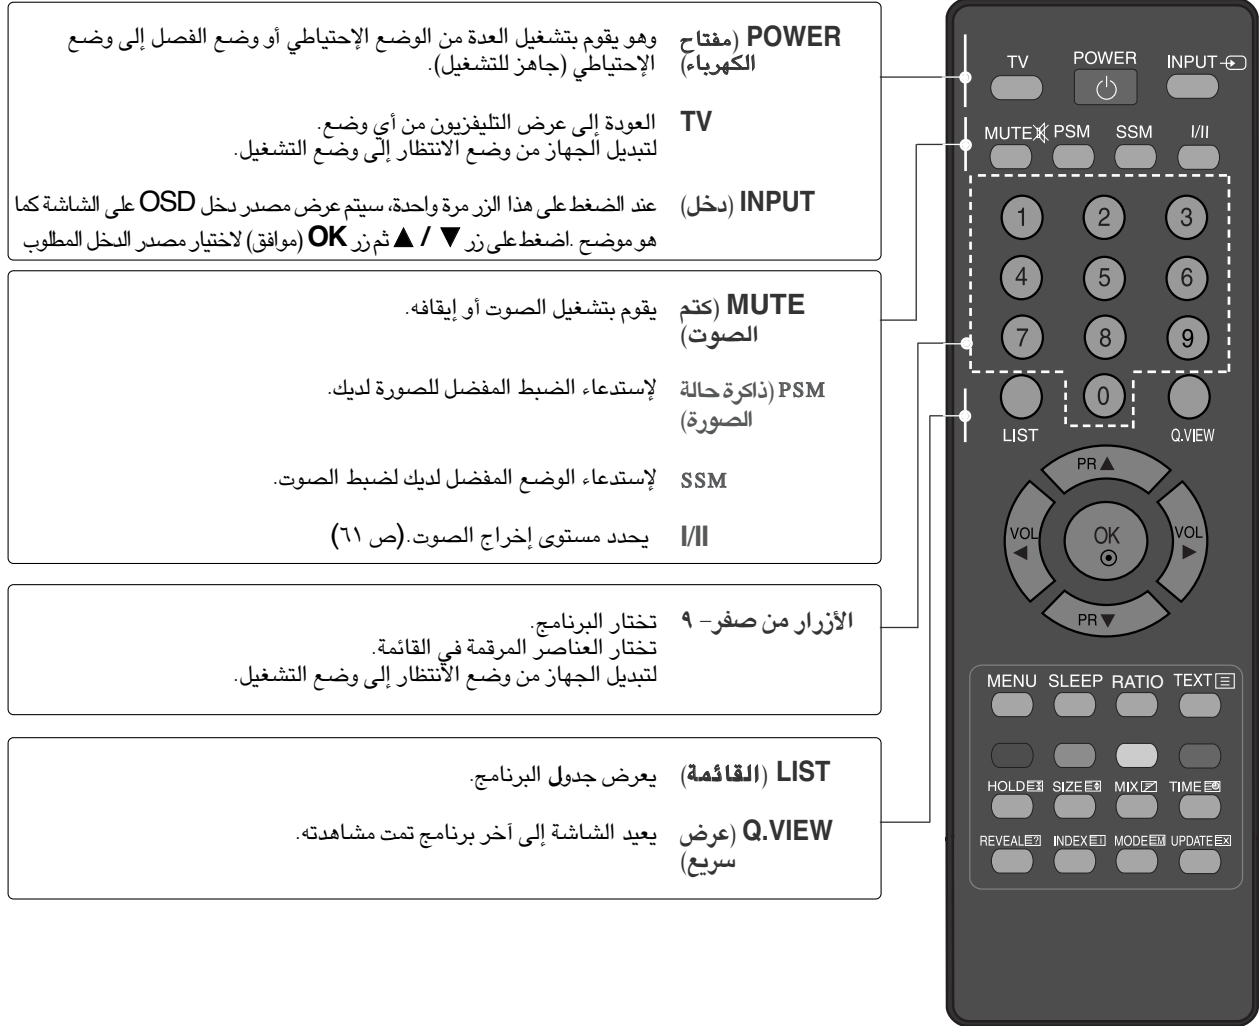 POWER (مفتاح الكهرباء) وهو يقوم بتشغيل العدة من الوضع الإحتياطي أو وضع الفصل إلى وضع
الإحتياطي (جاهز للتشغيل).
TV العودة إلى عرض التليفزيون من أي وضع.
لتبديل الجهاز من وضع الانتظار إلى وضع التشغيل.
INPUT (دخل) عند الضغط على هذا الزر مرة واحدة، سيتم عرض مصدر دخل OSD على الشاشة كما
هو موضح .اضغط على زر ▼ / ▲ ثم زر OK (موافق) لاختيار مصدر الدخل المطلوب
MUTE (كتم الصوت) يقوم بتشغيل الصوت أو إيقافه.
PSM (ذاكرة حالة الصورة) لإستدعاء الضبط المفضل للصورة لديك.
SSM لإستدعاء الوضع المفضل لديك لضبط الصوت.
I/II يحدد مستوى إخراج الصوت.(ص ٦١)
الأزرار من صفر- ٩ تختار البرنامج.
تختار العناصر المرقمة في القائمة.
لتبديل الجهاز من وضع الأنتظار إلى وضع التشغيل.
LIST (القائمة) يعرض جدول البرنامج.
Q.VIEW (عرض سريع) يعيد الشاشة إلى آخر برنامج تمت مشاهدته.
TV POWER INPUT
MUTE PSM SSM I/II
1 2 3
4 5 6
7 8 9
0
LIST Q.VIEW
PR ▲
VOL ◀ OK VOL ▶
PR ▼
MENU SLEEP RATIO TEXT
HOLD SIZE MIX TIME
REVEAL INDEX MODE UPDATE